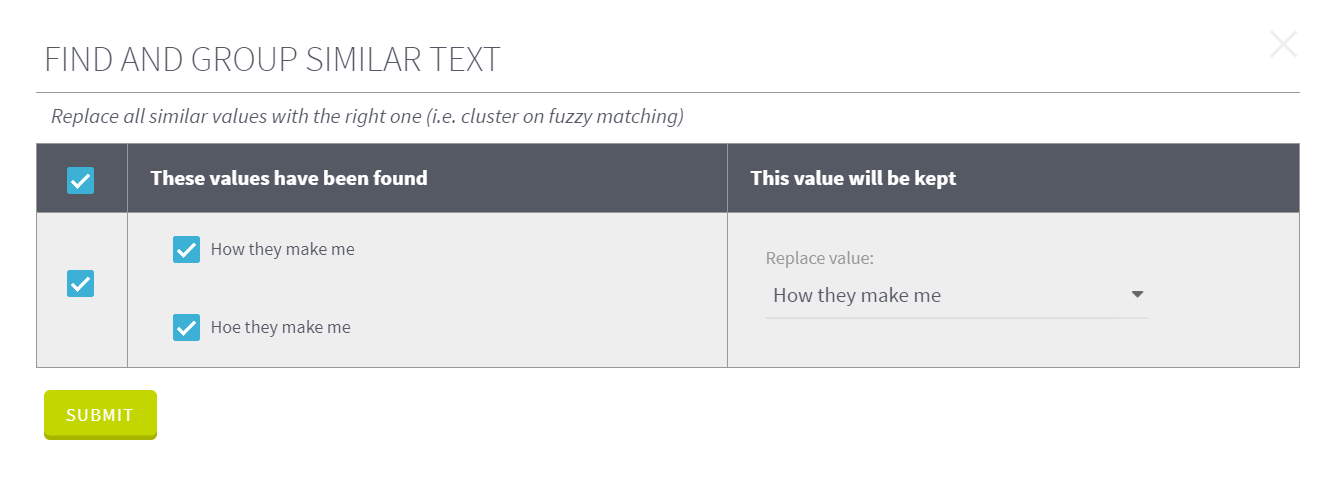 FIND AND GROUP SIMILAR TEXT
Replace all similar values with the right one (i.e. cluster on fuzzy matching)
These values have been found
This value will be kept
How they make me
Hoe they make me
Replace value:
How they make me
SUBMIT